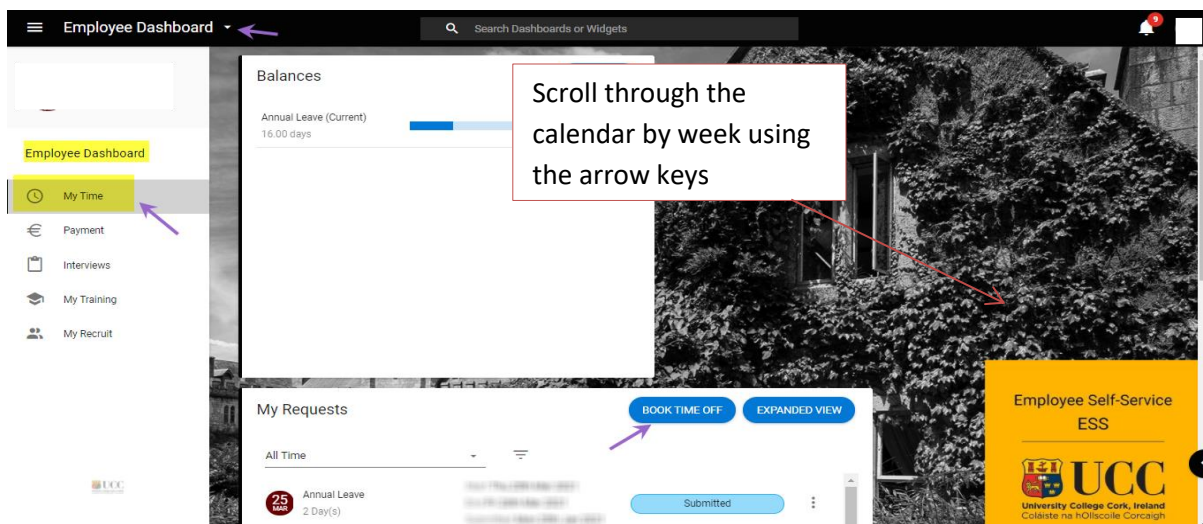 Employee Dashboard
Search Dashboards or Widgets
9
Employee Dashboard
My Time
Payment
Interviews
My Training
My Recruit
UCC
Balances
Annual Leave (Current)
16.00 days
Scroll through the
calendar by week using
the arrow keys
My Requests
BOOK TIME OFF
EXPANDED VIEW
All Time
25
MAR
Annual Leave
2 Day(s)
Submitted
Employee Self-Service
ESS
UCC
University College Cork, Ireland
Coláiste na hOllscoile Corcaigh